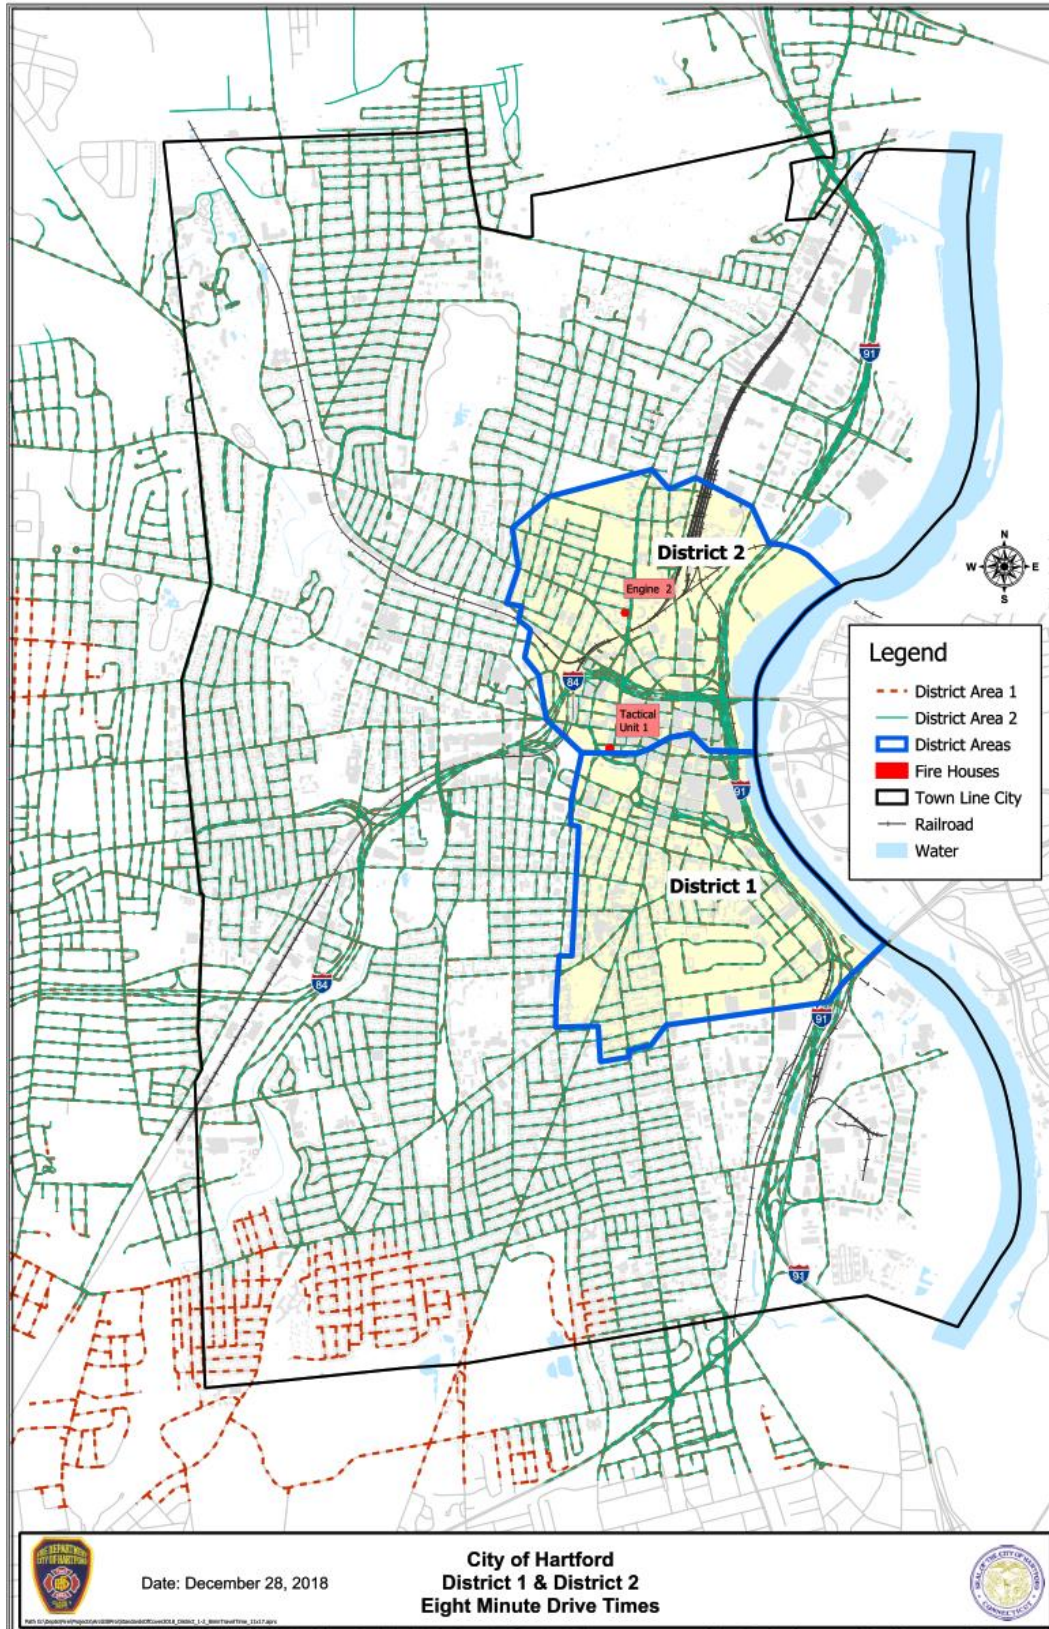 91
District 2
N
W E
S
Engine 2
84
Tactical
Unit 1
91
District 1
84
91
91
Legend
District Area 1
District Area 2
District Areas
Fire Houses
Town Line City
Railroad
Water
Date: December 28, 2018
City of Hartford
District 1 & District 2
Eight Minute Drive Times